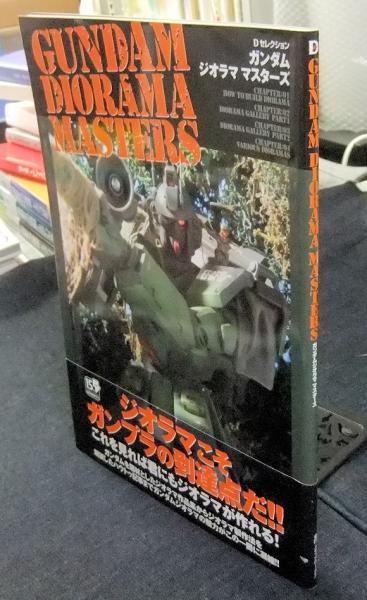 GUNDAM
DIORAMA
MASTERS
Dセレクション
ガンダム
ジオラマ マスターズ
CHAPTER/01
HOW TO BUILD DIORAMA
CHAPTER/02
DIORAMA GALLERY PART1
CHAPTER/03
DIORAMA GALLERY PART2
CHAPTER/04
VARIOUS DIORAMAS
15
ジオラマこそ
ガンプラの到達点だ!!
これを見れば誰にもジオラマが作れる!
D GUNDAM DIORAMA MASTERS